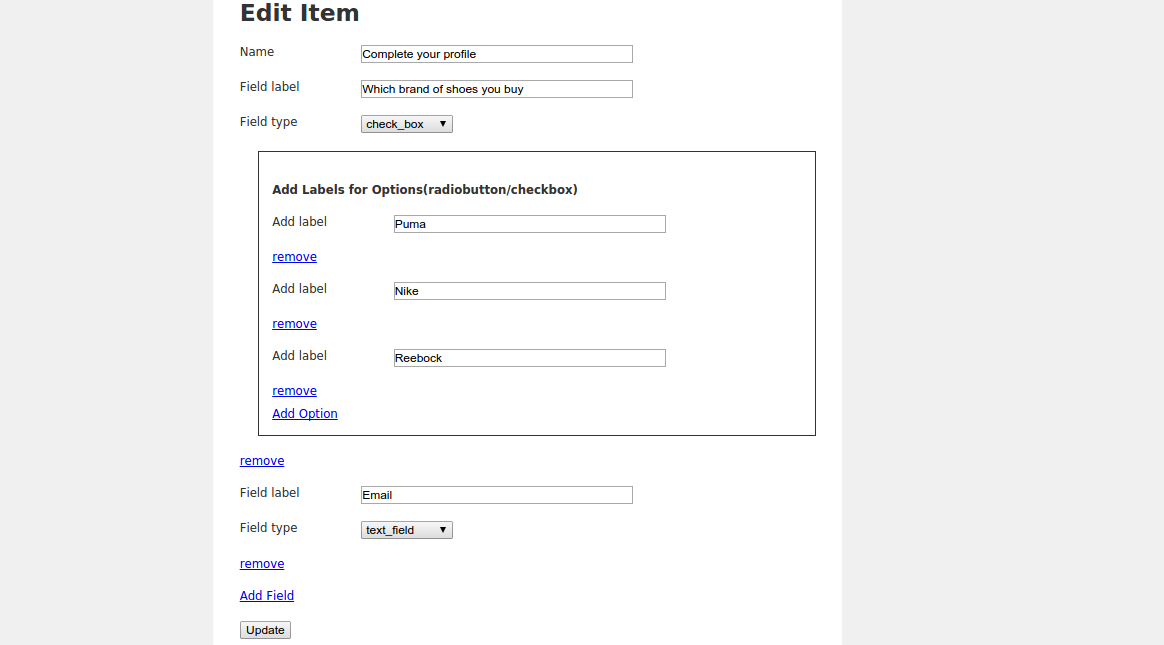 Edit Item
Name Complete your profile
Field label Which brand of shoes you buy
Field type check_box ▼
Add Labels for Options(radiobutton/checkbox)
Add label Puma
remove
Add label Nike
remove
Add label Reebock
remove
Add Option
remove
Field label Email
Field type text_field ▼
remove
Add Field
Update